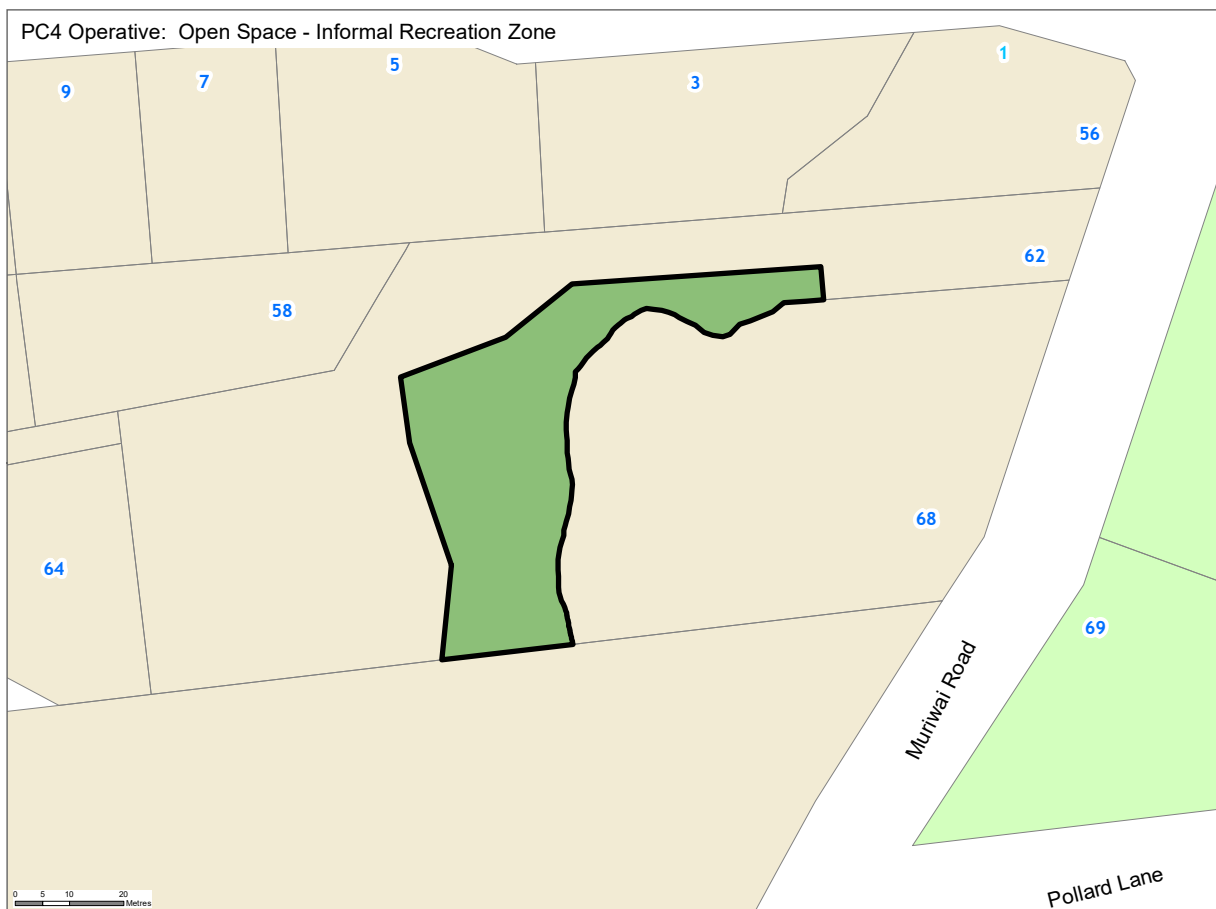 PC4 Operative: Open Space - Informal Recreation Zone
1
5
3
7
9
56
62
58
68
64
69
Muriwai Road
Pollard Lane
0 5 10 20
Metres